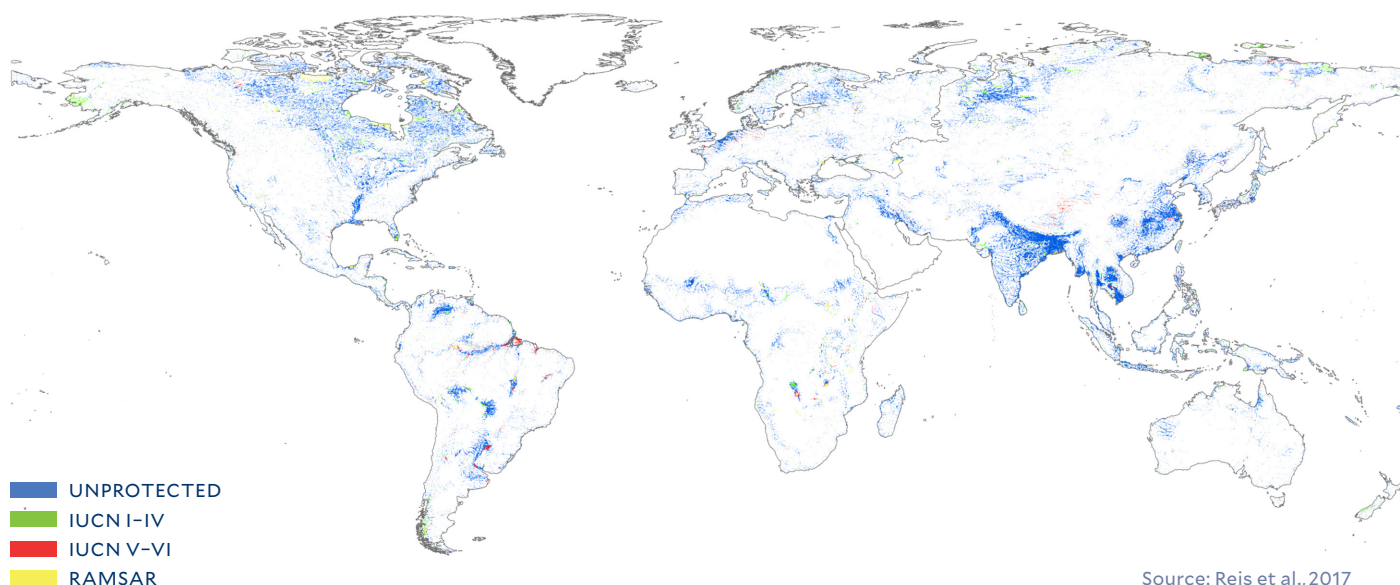 UNPROTECTED
IUCN I–IV
IUCN V–VI
RAMSAR
Source: Reis et al.. 2017